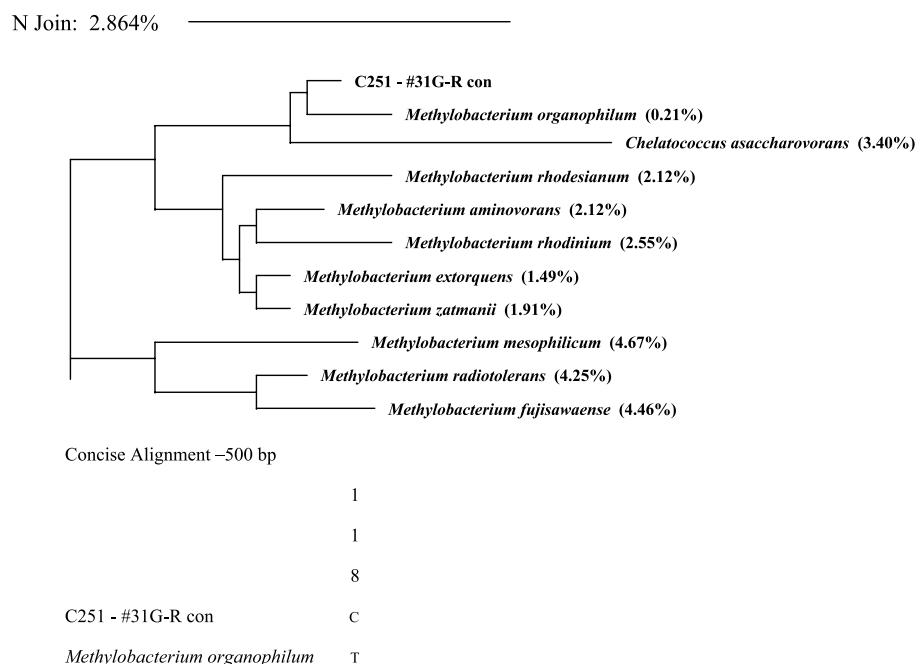 N Join: 2.864%
C251 - #31G-R con
Methylobacterium organophilum (0.21%)
Chelatococcus asaccharovorans (3.40%)
Methylobacterium rhodesianum (2.12%)
Methylobacterium aminovorans (2.12%)
Methylobacterium rhodinium (2.55%)
Methylobacterium extorquens (1.49%)
Methylobacterium zatmanii (1.91%)
Methylobacterium mesophilicum (4.67%)
Methylobacterium radiotolerans (4.25%)
Methylobacterium fujisawaense (4.46%)
Concise Alignment –500 bp
1
1
8
C251 - #31G-R con C
Methylobacterium organophilum T